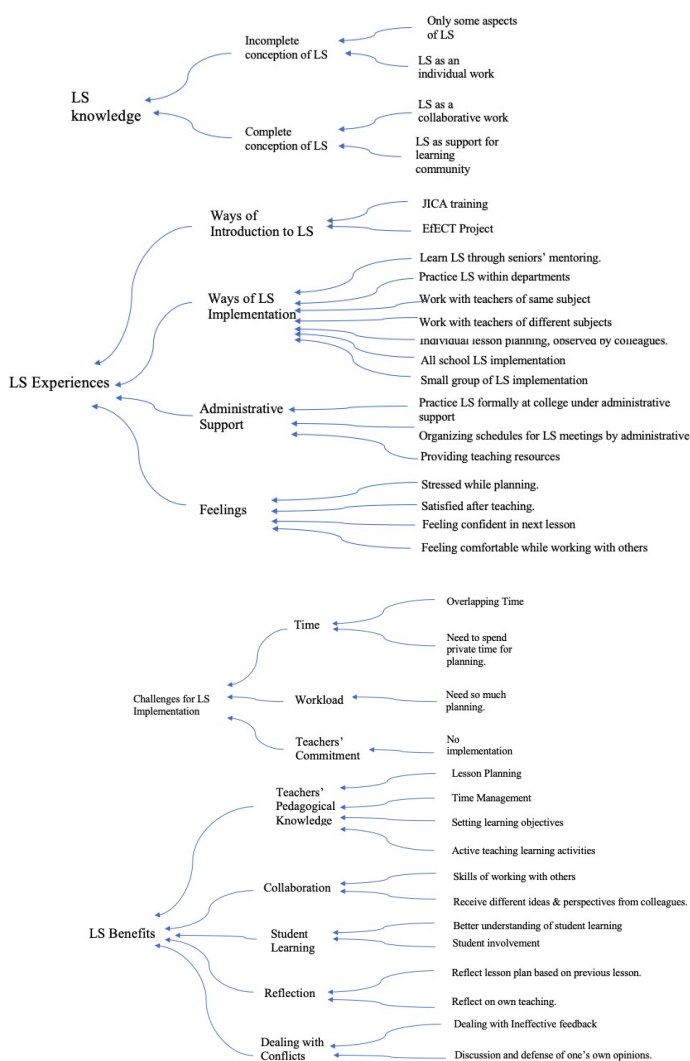 Only some aspects
of LS
Incomplete
conception of LS
LS as an
individual work
LS
knowledge
LS as a
collaborative work
Complete
conception of LS
LS as support for
learning
community
JICA training
Ways of
Introduction to LS
EfECT Project
Learn LS through seniors' mentoring.
Practice LS within departments
Ways of LS
Implementation
Work with teachers of same subject
Work with teachers of different subjects
Individual lesson planning, observed by colleagues.
All school LS implementation
Small group of LS implementation
LS Experiences
Administrative
Support
Practice LS formally at college under administrative
support
Organizing schedules for LS meetings by administrative
Providing teaching resources
Stressed while planning.
Satisfied after teaching.
Feelings
Feeling confident in next lesson
Feeling comfortable while working with others
Overlapping Time
Time
Need to spend
private time for
planning.
Challenges for LS
Implementation
Workload
Need so much
planning.
Teachers'
Commitment
No
implementation
Lesson Planning
Teachers'
Pedagogical
Knowledge
Time Management
Setting learning objectives
Active teaching learning activities
Skills of working with others
Collaboration
Receive different ideas & perspectives from colleagues.
LS Benefits
Better understanding of student learning
Student
Learning
Student involvement
Reflect lesson plan based on previous lesson.
Reflection
Reflect on own teaching.
Dealing with Ineffective feedback
Dealing with
Conflicts
Discussion and defense of one's own opinions.